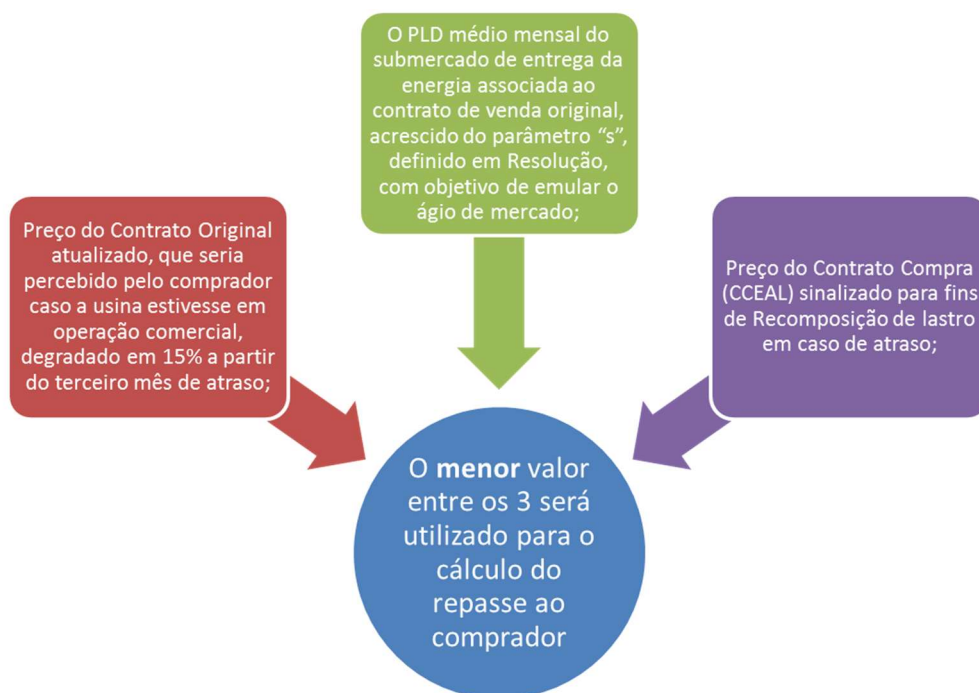 Preço do Contrato Original
atualizado, que seria
percebido pelo comprador
caso a usina estivesse em
operação comercial,
degradado em 15% a partir
do terceiro mês de atraso;
O PLD médio mensal do
submercado de entrega da
energia associada ao
contrato de venda original,
acrescido do parâmetro “s”,
definido em Resolução,
com objetivo de emular o
ágio de mercado;
Preço do Contrato Compra
(CCEAL) sinalizado para fins
de Recomposição de lastro
em caso de atraso;
O menor valor
entre os 3 será
utilizado para o
cálculo do
repasse ao
comprador